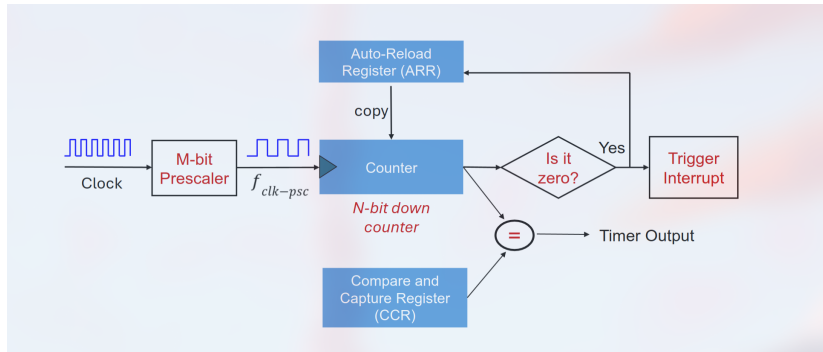 Auto-Reload
Register (ARR)
copy
Clock
M-bit
Prescaler
f clk−psc
Counter
N-bit down
counter
Is it
zero?
Yes
Trigger
Interrupt
=
Timer Output
Compare and
Capture Register
(CCR)